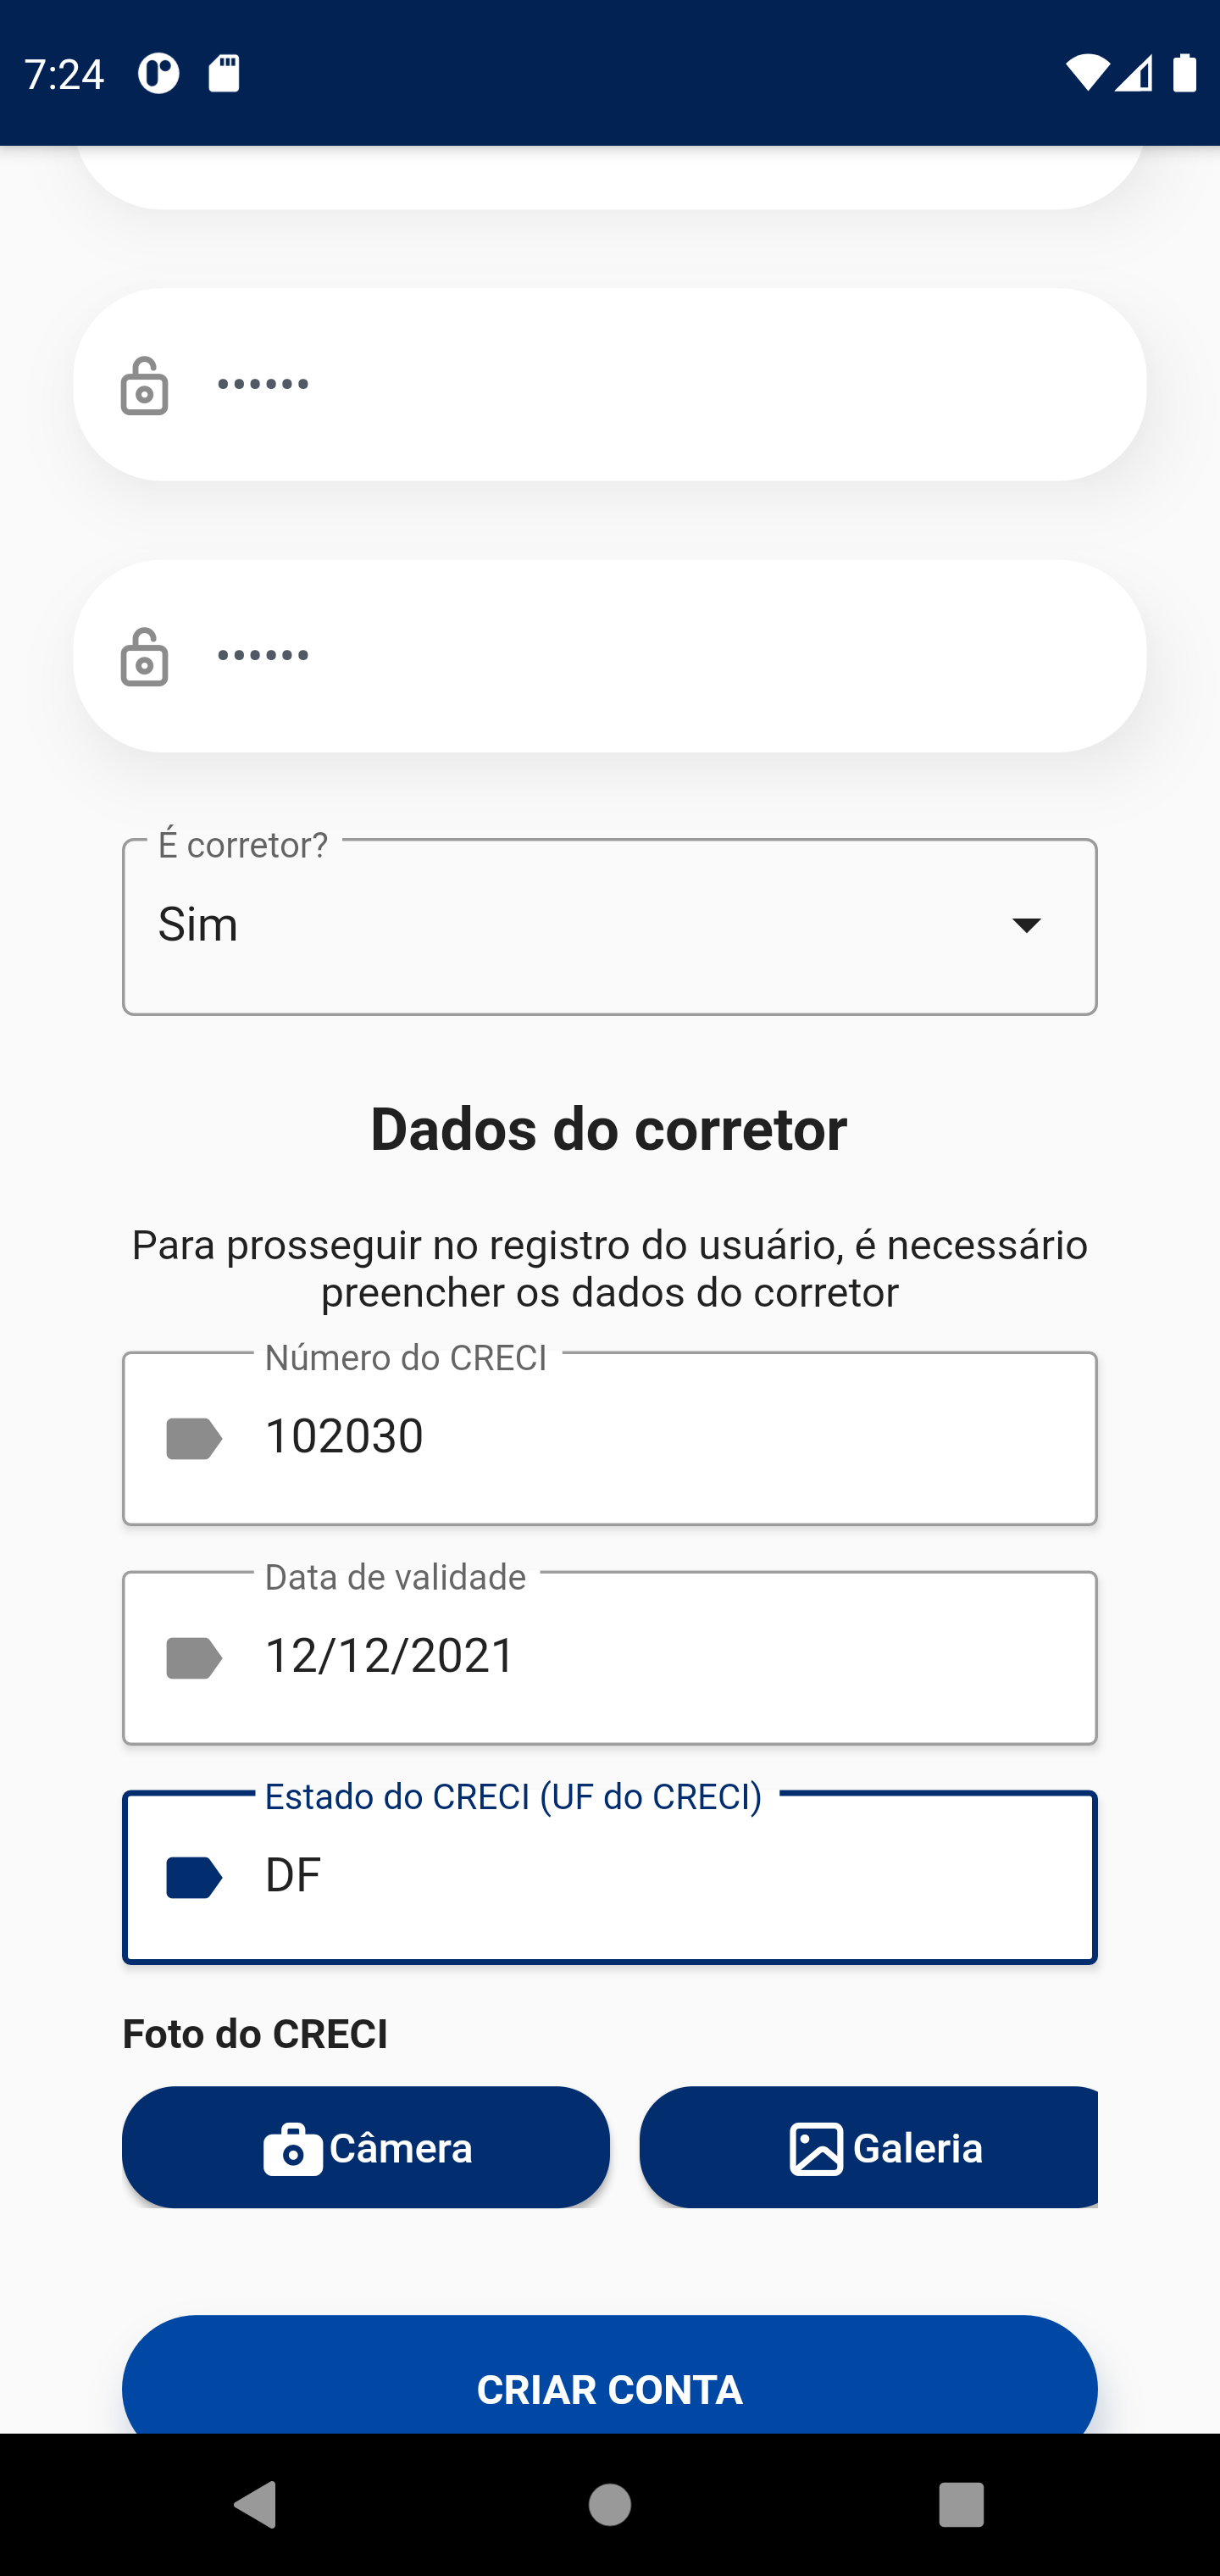 7:24
••••••
••••••
É corretor?
Sim
Dados do corretor
Para prosseguir no registro do usuário, é necessário
preencher os dados do corretor
Número do CRECI
102030
Data de validade
12/12/2021
Estado do CRECI (UF do CRECI)
DF
Foto do CRECI
Câmera
Galeria
CRIAR CONTA